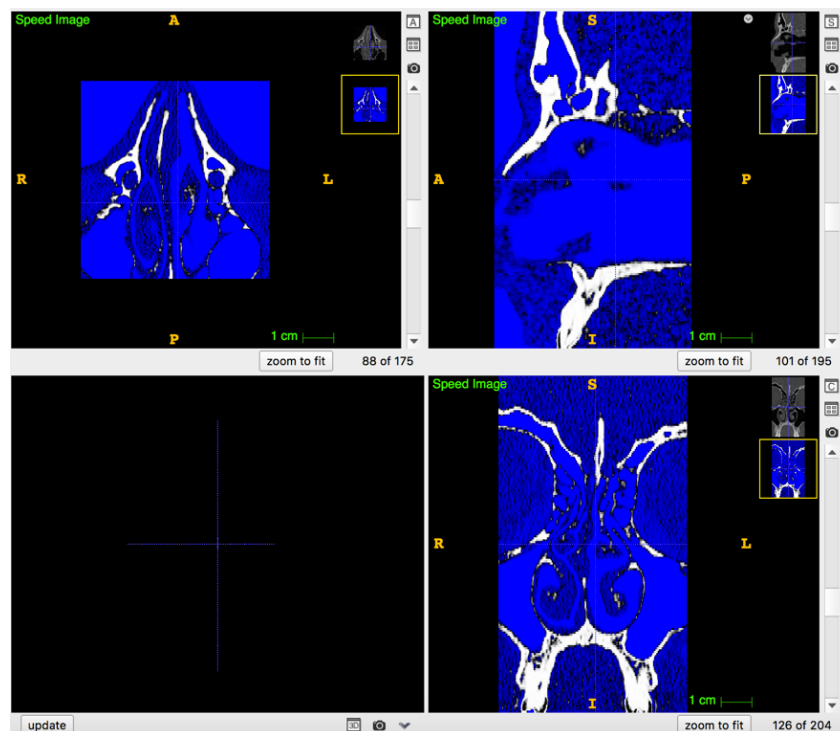 Speed Image
A
A
R
L
P
1 cm
zoom to fit
88 of 175
Speed Image
S
S
A
P
I
1 cm
zoom to fit
101 of 195
update
3D
Speed Image
S
C
R
L
I
1 cm
zoom to fit
126 of 204